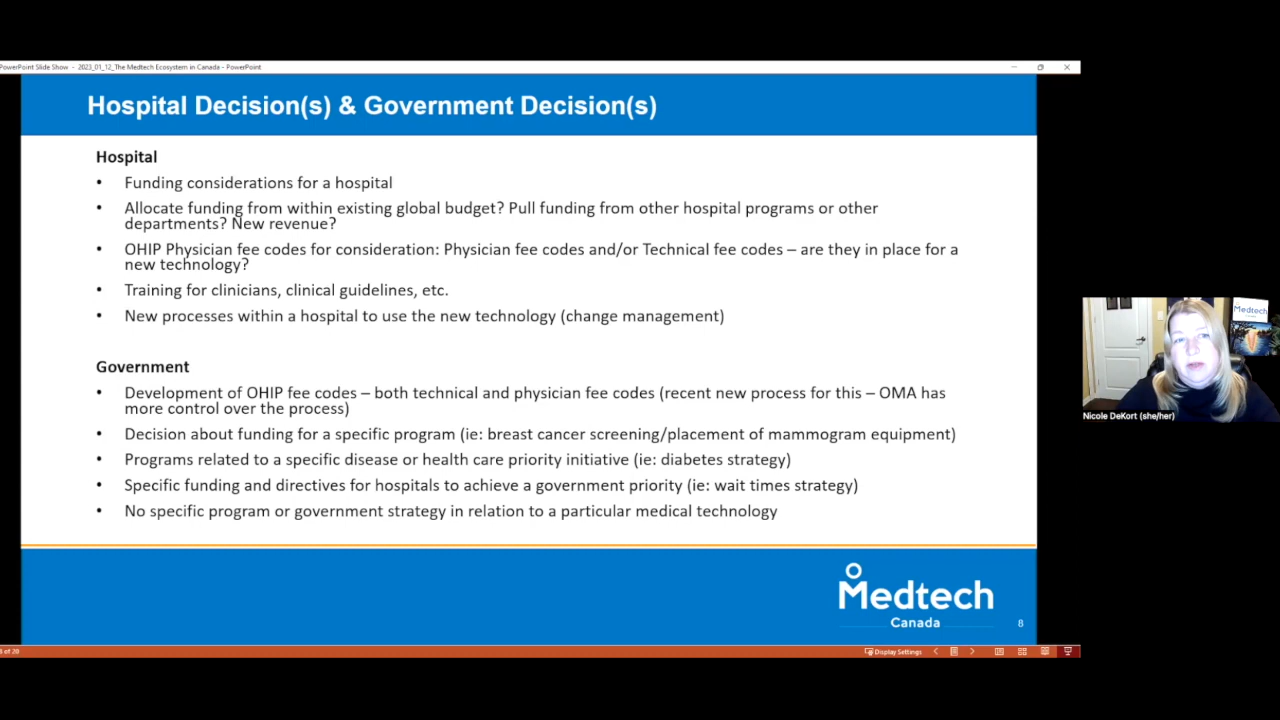 PowerPoint Slide Show - 2023_01_12_The Medtech Ecosystem in Canada - PowerPoint
Hospital Decision(s) & Government Decision(s)
Hospital
• Funding considerations for a hospital
• Allocate funding from within existing global budget? Pull funding from other hospital programs or other
departments? New revenue?
• OHIP Physician fee codes for consideration: Physician fee codes and/or Technical fee codes – are they in place for a
new technology?
• Training for clinicians, clinical guidelines, etc.
• New processes within a hospital to use the new technology (change management)
Government
• Development of OHIP fee codes – both technical and physician fee codes (recent new process for this – OMA has
more control over the process)
• Decision about funding for a specific program (ie: breast cancer screening/placement of mammogram equipment)
• Programs related to a specific disease or health care priority initiative (ie: diabetes strategy)
• Specific funding and directives for hospitals to achieve a government priority (ie: wait times strategy)
• No specific program or government strategy in relation to a particular medical technology
Medtech
Canada
8
of 20
Display Settings
Medtech
Nicole DeKort (she/her)